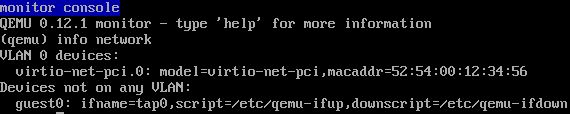 monitor console
QEMU 0.12.1 monitor - type 'help' for more information
(qemu) info network
VLAN 0 devices:
virtio-net-pci.0: model=virtio-net-pci,macaddr=52:54:00:12:34:56
Devices not on any VLAN:
guest0: ifname=tap0,script=/etc/qemu-ifup,downscript=/etc/qemu-ifdown